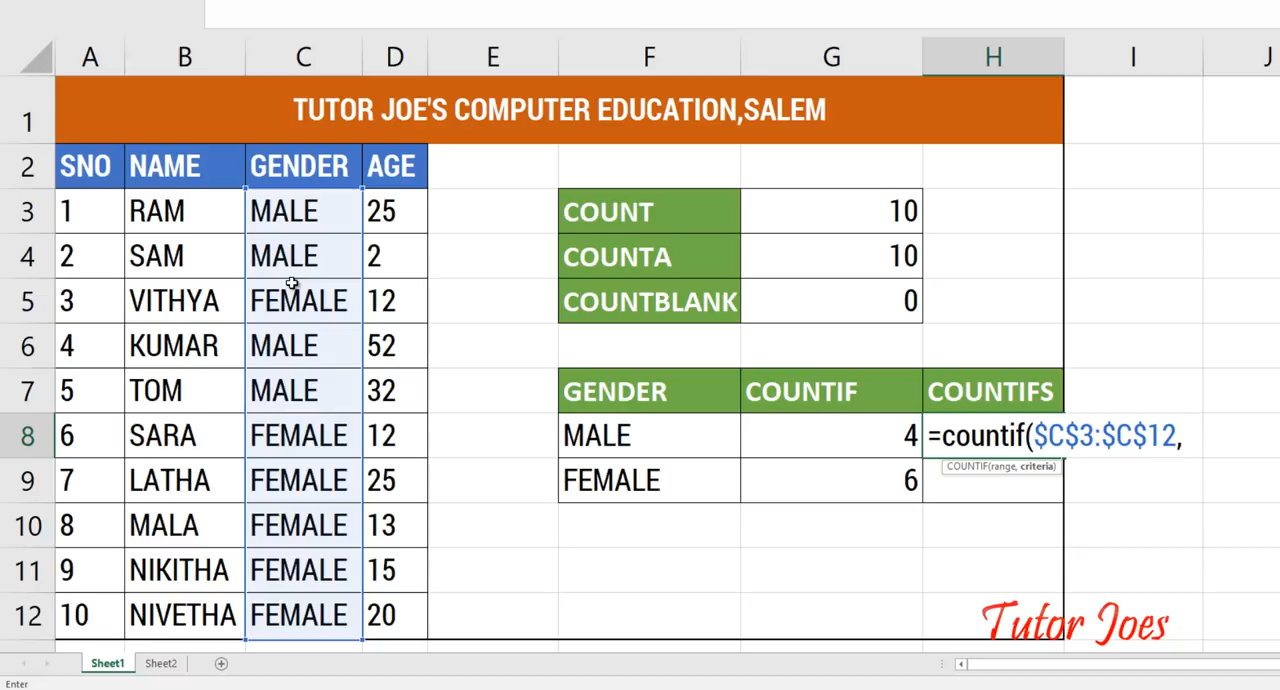 A B C D E F G H I J
1 TUTOR JOE'S COMPUTER EDUCATION,SALEM
2 SNO NAME GENDER AGE
3 1 RAM MALE 25 COUNT 10
4 2 SAM MALE 2 COUNTA 10
5 3 VITHYA FEMALE 12 COUNTBLANK 0
6 4 KUMAR MALE 52
7 5 TOM MALE 32 GENDER COUNTIF COUNTIFS
8 6 SARA FEMALE 12 MALE 4 =countif($C$3:$C$12,
COUNTIF(range, criteria)
9 7 LATHA FEMALE 25 FEMALE 6
10 8 MALA FEMALE 13
11 9 NIKITHA FEMALE 15
12 10 NIVETHA FEMALE 20
Tutor Joes
Sheet1 Sheet2
Enter